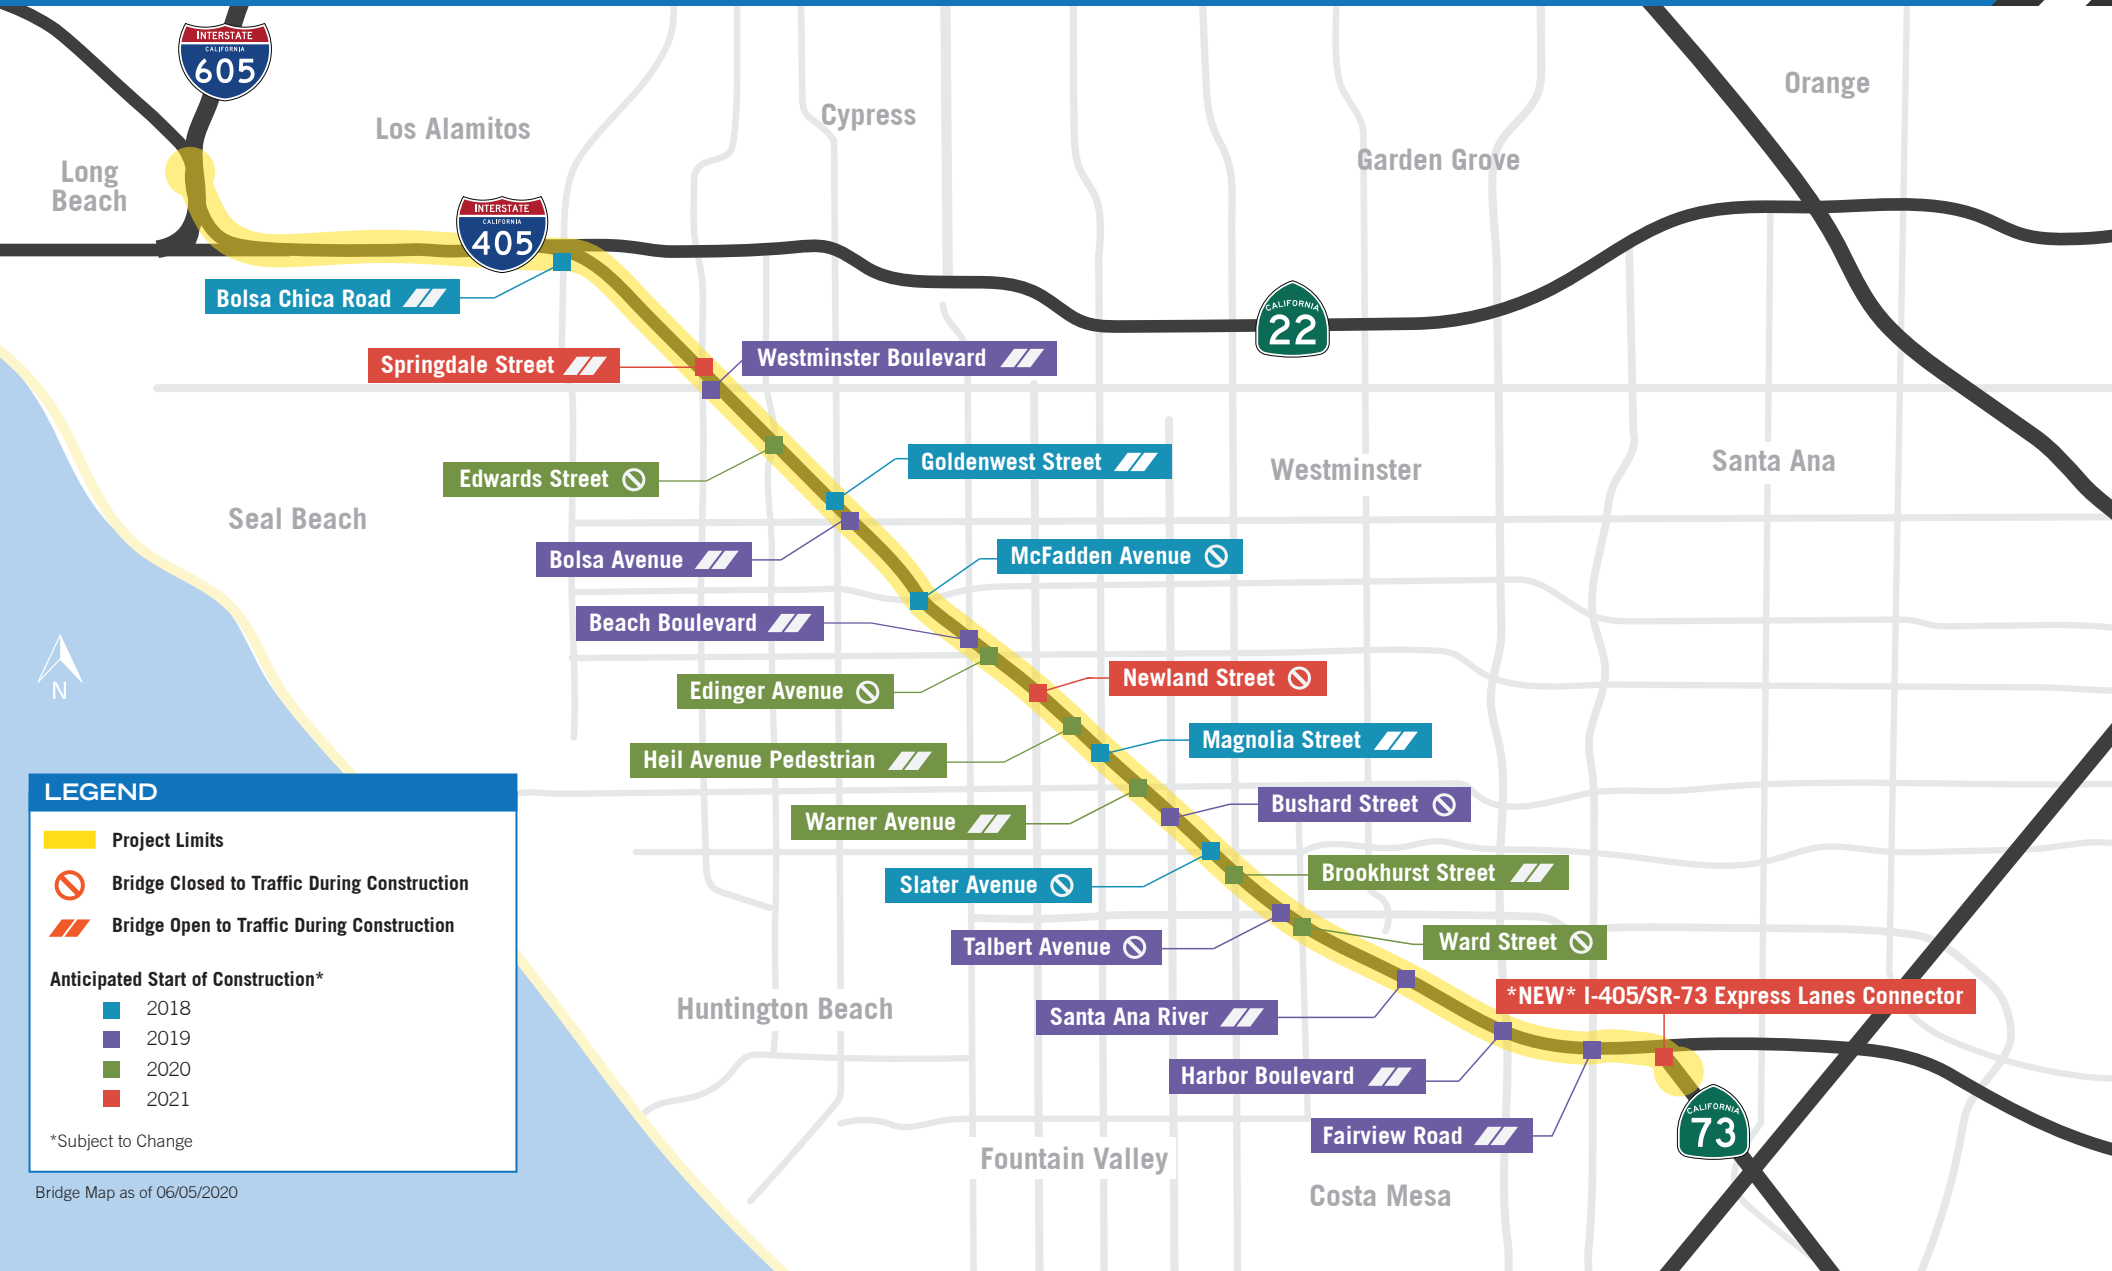 INTERSTATE
CALIFORNIA
605
Orange
Cypress
Los Alamitos
Garden Grove
Long
Beach
INTERSTATE
CALIFORNIA
405
Bolsa Chica Road
CALIFORNIA
22
Springdale Street
Westminster Boulevard
Edwards Street
Goldenwest Street
Westminster
Santa Ana
Seal Beach
Bolsa Avenue
McFadden Avenue
Beach Boulevard
N
Edinger Avenue
Newland Street
Heil Avenue Pedestrian
Magnolia Street
Warner Avenue
Bushard Street
Slater Avenue
Brookhurst Street
Talbert Avenue
Ward Street
Huntington Beach
Santa Ana River
*NEW* I-405/SR-73 Express Lanes Connector
Harbor Boulevard
Fairview Road
CALIFORNIA
73
Fountain Valley
Costa Mesa
LEGEND
Project Limits
Bridge Closed to Traffic During Construction
Bridge Open to Traffic During Construction
Anticipated Start of Construction*
2018
2019
2020
2021
*Subject to Change
Bridge Map as of 06/05/2020